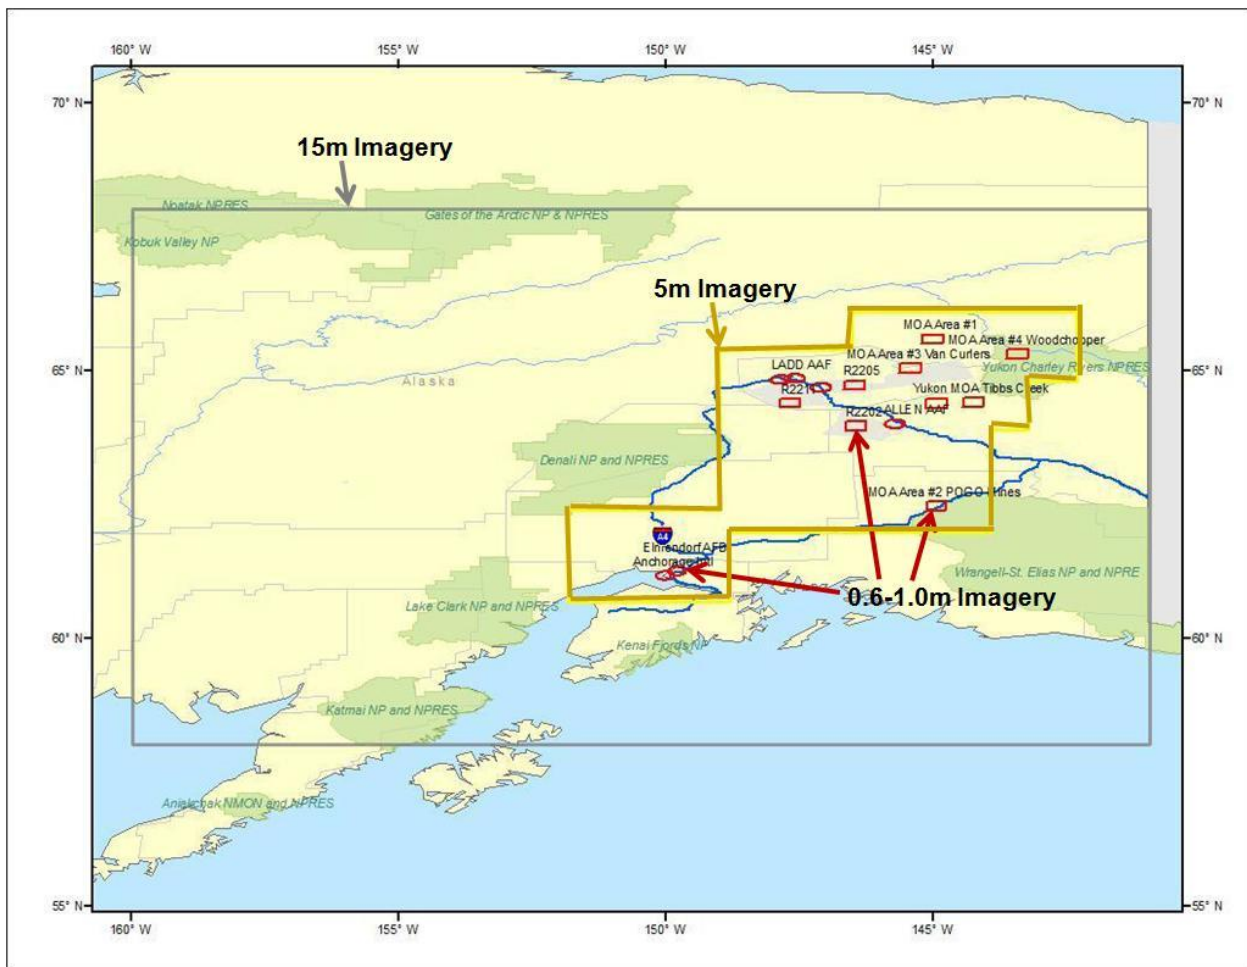 160° W 155° W 150° W 145° W
70° N 70° N
15m Imagery
Noatak NPRES
Gates of the Arctic NP & NPRES
Kobuk Valley NP
5m Imagery
MOA Area #1
MOA Area #4 Woodchopper
MOA Area #3 Van Curlers
65° N 65° N
LADD AAF
Yukon Charley Rivers NPRES
Alaska
R2205
Yukon MOA Tibbs Creek
R221
R2202
ALLEN AAF
Denali NP and NPRES
MOA Area #2 POGO Mines
A4
Elmendorf AFB
Anchorage Intl
Wrangell-St. Elias NP and NPRE
0.6-1.0m Imagery
Lake Clark NP and NPRES
60° N 60° N
Kenai Fjords NP
Katmai NP and NPRES
Aniakchak NMON and NPRES
55° N 55° N
160° W 155° W 150° W 145° W